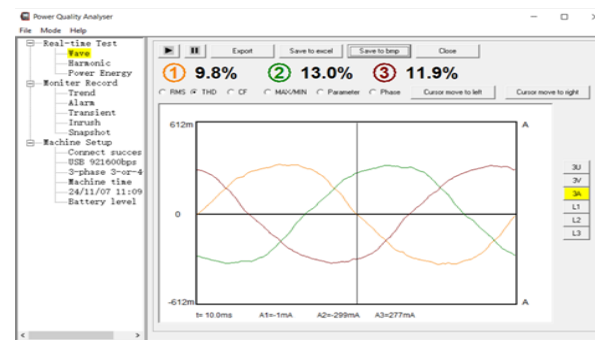 Power Quality Analyser
File Mode Help
Real-time Test
Wave
Harmonic
Power Energy
Moniter Record
Trend
Alarm
Transient
Inrush
Snapshot
Machine Setup
Connect succes
USB 921600bps
3-phase 3-or-4
Machine time
24/11/07 11:09
Battery level
Export Save to excel Save to bmp Close
1 9.8% 2 13.0% 3 11.9%
RMS THD CF MAX/MIN Parameter Phase Cursor move to left Cursor move to right
612m A
0
-612m A
t= 10.0ms A1=-1mA A2=-299mA A3=277mA
3U
3V
3A
L1
L2
L3